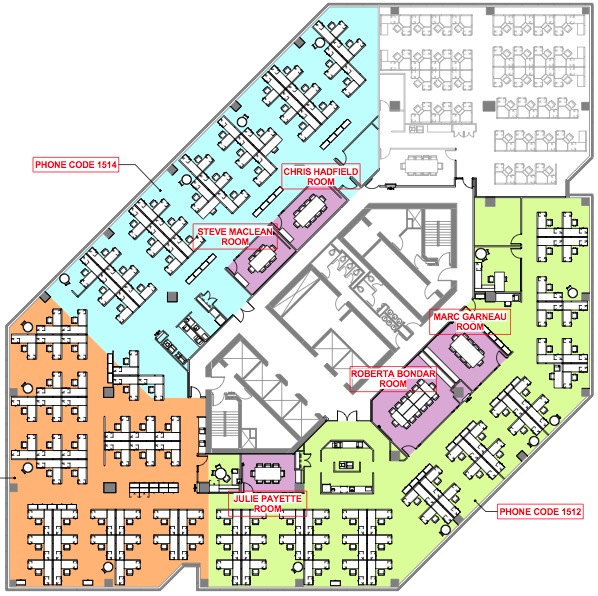 PHONE CODE 1514
CHRIS HADFIELD
ROOM
STEVE MACLEAN
ROOM
MARC GARNEAU
ROOM
ROBERTA BONDAR
ROOM
JULIE PAYETTE
ROOM
PHONE CODE 1512